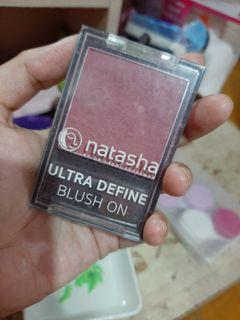 natasha
ULTRA DEFINE
BLUSH ON